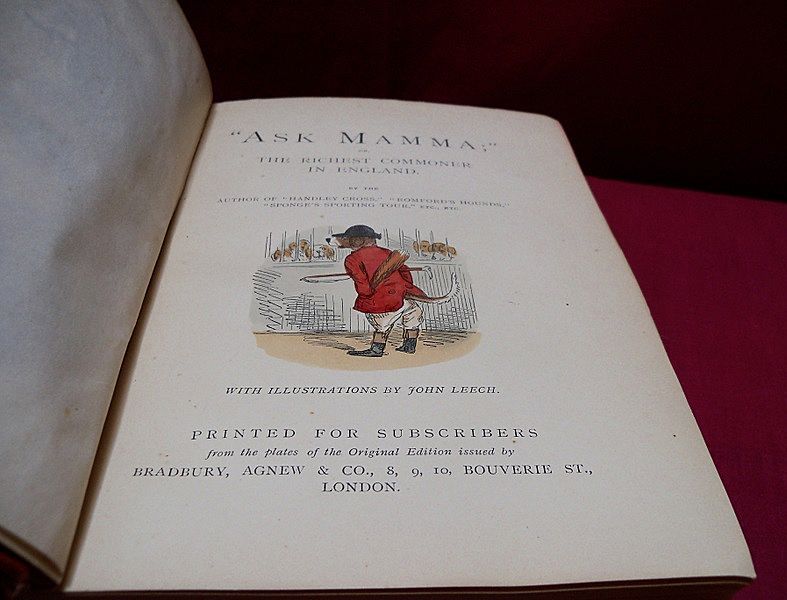 "ASK MAMMA;"
OR,
THE RICHEST COMMONER
IN ENGLAND.
BY THE
AUTHOR OF "HANDLEY CROSS," "ROMFORD'S HOUNDS,"
"SPONGE'S SPORTING TOUR," ETC., ETC.
WITH ILLUSTRATIONS BY JOHN LEECH.
PRINTED FOR SUBSCRIBERS
from the plates of the Original Edition issued by
BRADBURY, AGNEW & CO., 8, 9, 10, BOUVERIE ST.,
LONDON.